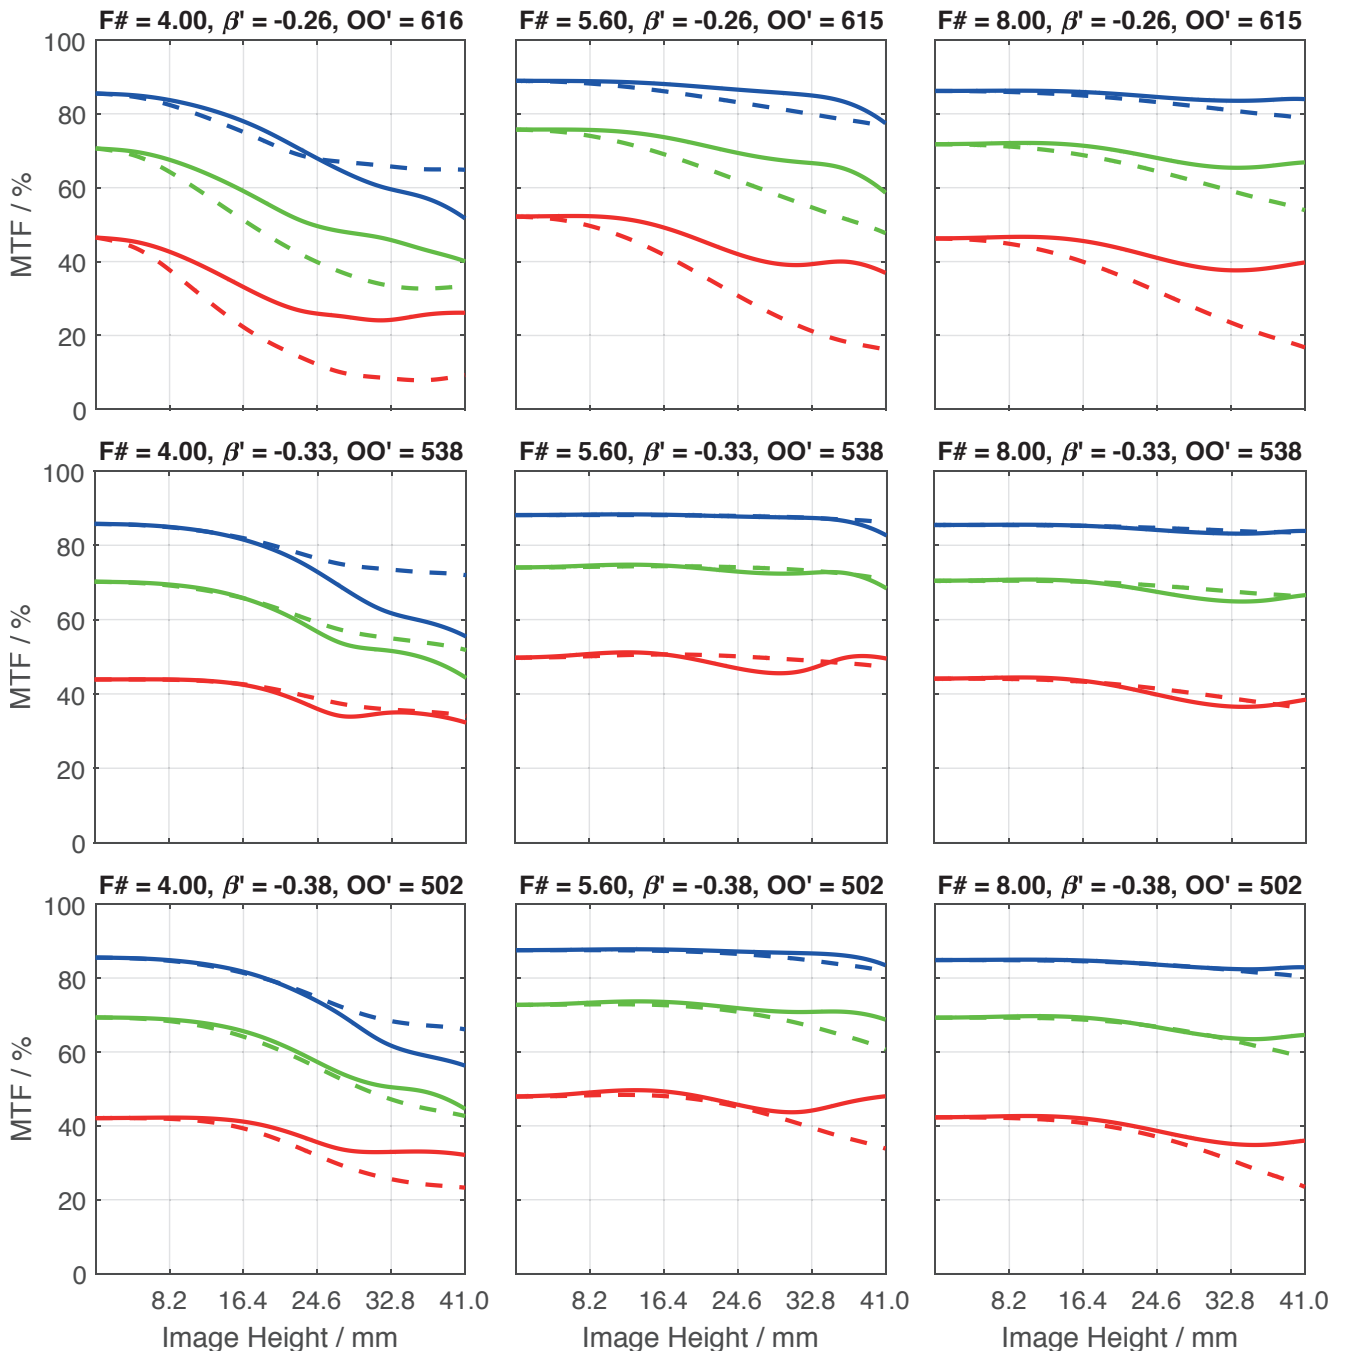 F# = 4.00, β' = -0.26, OO' = 616
F# = 5.60, β' = -0.26, OO' = 615
F# = 8.00, β' = -0.26, OO' = 615
100
80
60
40
20
0
MTF / %
F# = 4.00, β' = -0.33, OO' = 538
F# = 5.60, β' = -0.33, OO' = 538
F# = 8.00, β' = -0.33, OO' = 538
100
80
60
40
20
0
MTF / %
F# = 4.00, β' = -0.38, OO' = 502
F# = 5.60, β' = -0.38, OO' = 502
F# = 8.00, β' = -0.38, OO' = 502
100
80
60
40
20
0
MTF / %
8.2 16.4 24.6 32.8 41.0
8.2 16.4 24.6 32.8 41.0
8.2 16.4 24.6 32.8 41.0
Image Height / mm
Image Height / mm
Image Height / mm